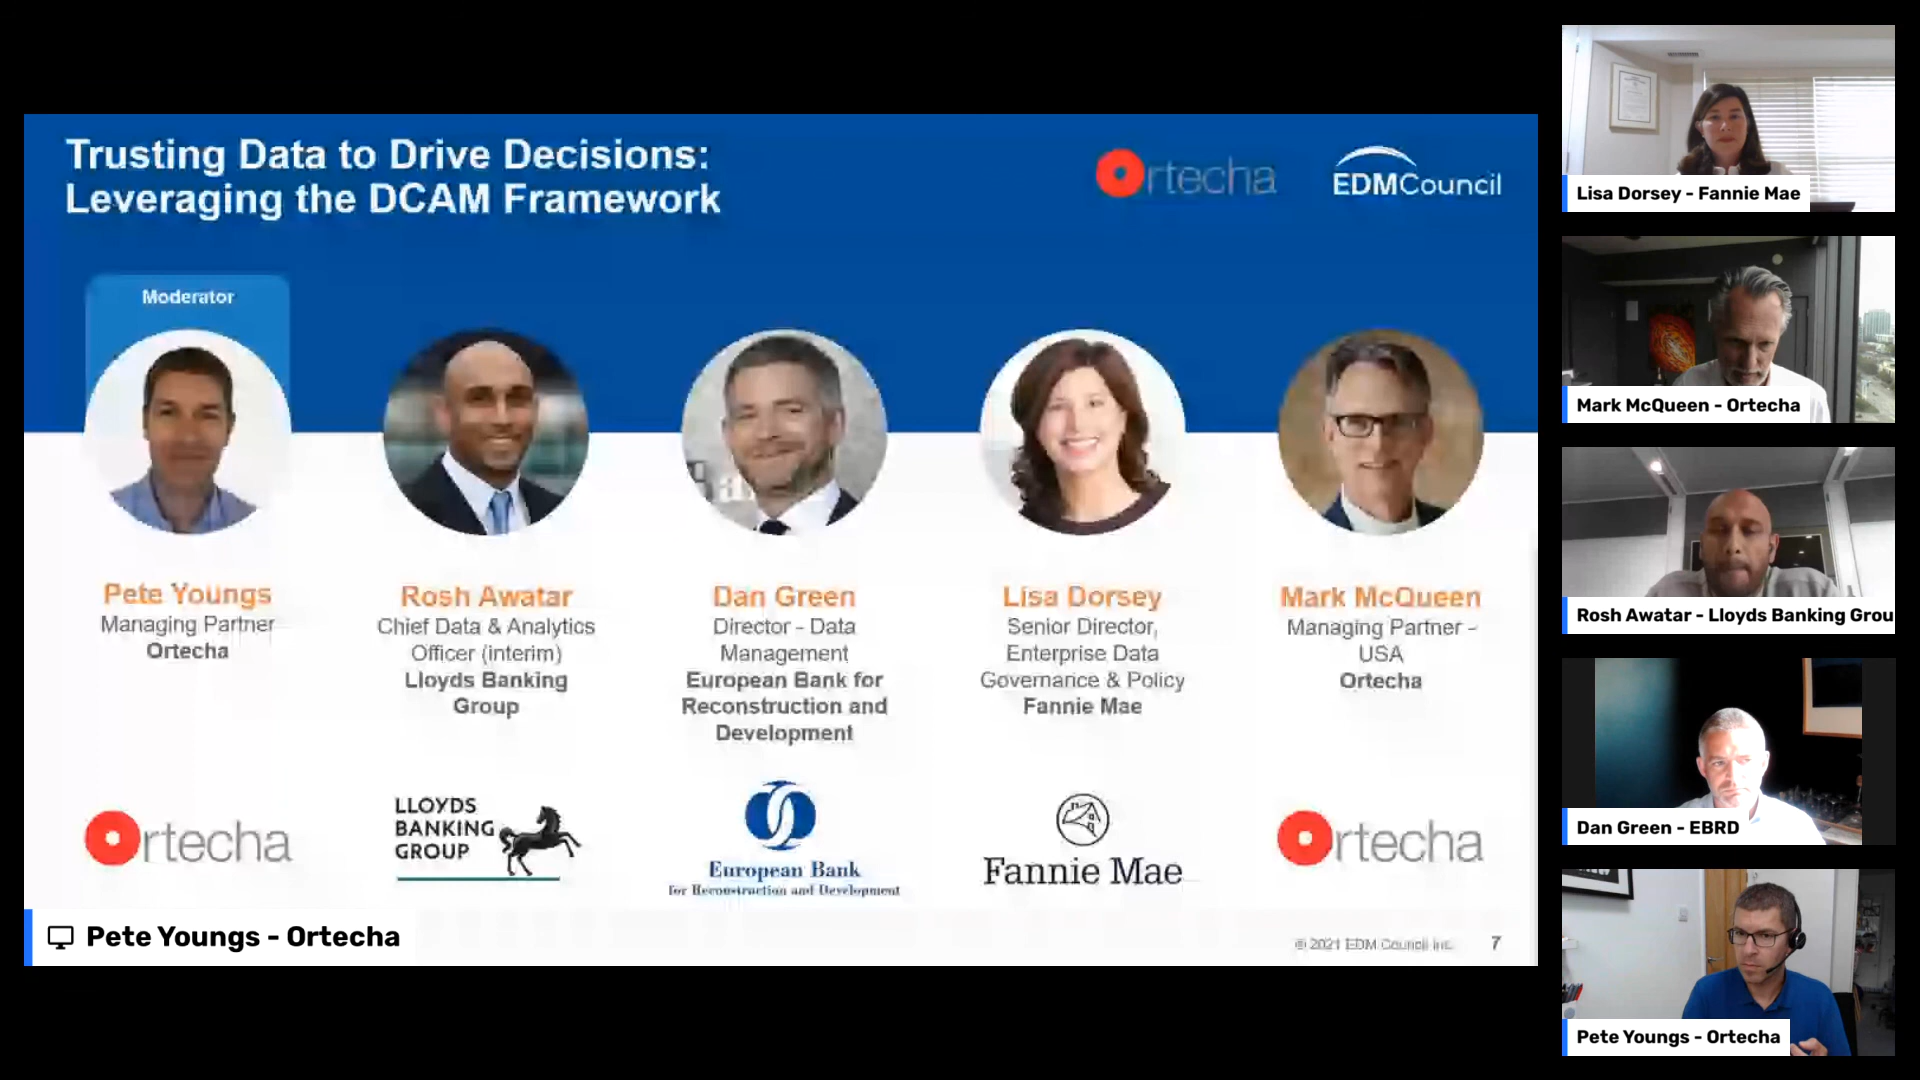 Trusting Data to Drive Decisions:
Leveraging the DCAM Framework
Ortecha
EDMCouncil
Moderator
Pete Youngs
Managing Partner
Ortecha
Rosh Awatar
Chief Data & Analytics
Officer (interim)
Lloyds Banking
Group
Dan Green
Director - Data
Management
European Bank for
Reconstruction and
Development
Lisa Dorsey
Senior Director,
Enterprise Data
Governance & Policy
Fannie Mae
Mark McQueen
Managing Partner -
USA
Ortecha
Ortecha
LLOYDS
BANKING
GROUP
European Bank
for Reconstruction and Development
Fannie Mae
Ortecha
Pete Youngs - Ortecha
© 2021 EDM Council Inc.
7
Lisa Dorsey - Fannie Mae
Mark McQueen - Ortecha
Rosh Awatar - Lloyds Banking Grou
Dan Green - EBRD
Pete Youngs - Ortecha